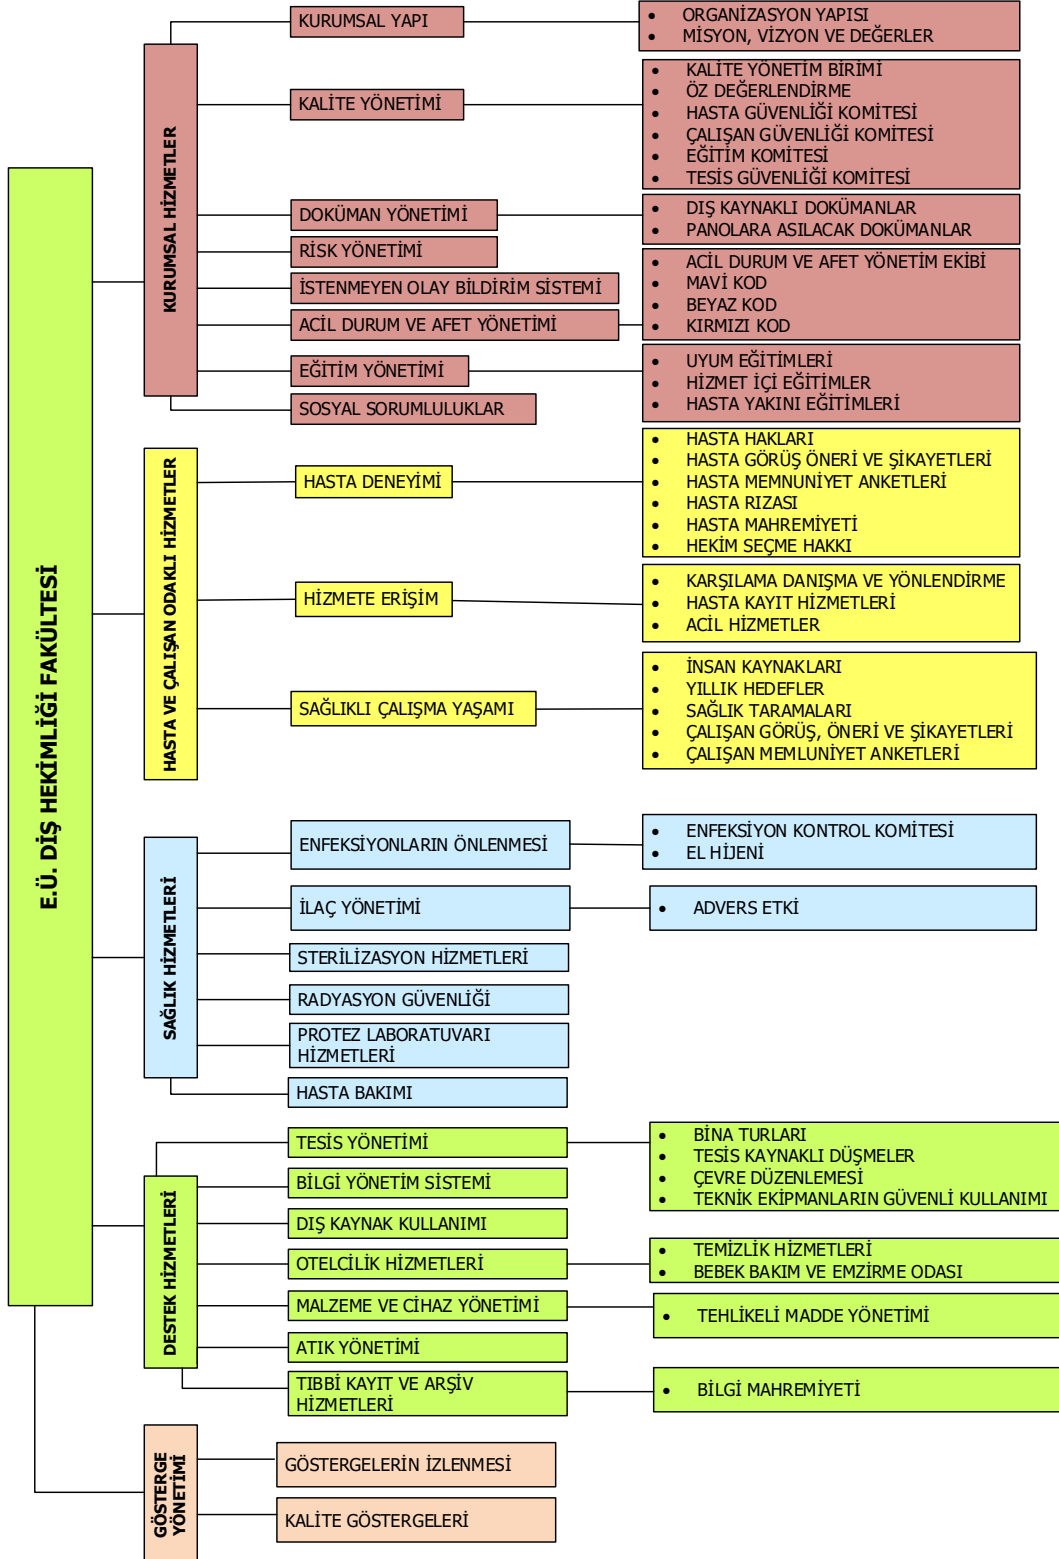 E.Ü. DİŞ HEKİMLİĞİ FAKÜLTESİ
KURUMSAL HİZMETLER
KURUMSAL YAPI
• ORGANİZASYON YAPISI
• MİSYON, VİZYON VE DEĞERLER
KALİTE YÖNETİMİ
• KALİTE YÖNETİM BİRİMİ
• ÖZ DEĞERLENDİRME
• HASTA GÜVENLİĞİ KOMİTESİ
• ÇALIŞAN GÜVENLİĞİ KOMİTESİ
• EĞİTİM KOMİTESİ
• TESİS GÜVENLİĞİ KOMİTESİ
DOKÜMAN YÖNETİMİ
• DIŞ KAYNAKLI DOKÜMANLAR
• PANOLARA ASILACAK DOKÜMANLAR
RİSK YÖNETİMİ
İSTENMEYEN OLAY BİLDİRİM SİSTEMİ
ACİL DURUM VE AFET YÖNETİMİ
• ACİL DURUM VE AFET YÖNETİM EKİBİ
• MAVİ KOD
• BEYAZ KOD
• KIRMIZI KOD
EĞİTİM YÖNETİMİ
• UYUM EĞİTİMLERİ
• HİZMET İÇİ EĞİTİMLER
• HASTA YAKINI EĞİTİMLERİ
SOSYAL SORUMLULUKLAR
HASTA VE ÇALIŞAN ODAKLI HİZMETLER
HASTA DENEYİMİ
• HASTA HAKLARI
• HASTA GÖRÜŞ ÖNERİ VE ŞİKAYETLERİ
• HASTA MEMNUNİYET ANKETLERİ
• HASTA RIZASI
• HASTA MAHREMİYETİ
• HEKİM SEÇME HAKKI
HİZMETE ERİŞİM
• KARŞILAMA DANIŞMA VE YÖNLENDİRME
• HASTA KAYIT HİZMETLERİ
• ACİL HİZMETLER
SAĞLIKLI ÇALIŞMA YAŞAMI
• İNSAN KAYNAKLARI
• YILLIK HEDEFLER
• SAĞLIK TARAMALARI
• ÇALIŞAN GÖRÜŞ, ÖNERİ VE ŞİKAYETLERİ
• ÇALIŞAN MEMLUNİYET ANKETLERİ
SAĞLIK HİZMETLERİ
ENFEKSİYONLARIN ÖNLENMESİ
• ENFEKSİYON KONTROL KOMİTESİ
• EL HİJENİ
İLAÇ YÖNETİMİ
• ADVERS ETKİ
STERİLİZASYON HİZMETLERİ
RADYASYON GÜVENLİĞİ
PROTEZ LABORATUVARI
HİZMETLERİ
HASTA BAKIMI
DESTEK HİZMETLERİ
TESİS YÖNETİMİ
• BİNA TURLARI
• TESİS KAYNAKLI DÜŞMELER
• ÇEVRE DÜZENLEMESİ
• TEKNİK EKİPMANLARIN GÜVENLİ KULLANIMI
BİLGİ YÖNETİM SİSTEMİ
DIŞ KAYNAK KULLANIMI
OTELCİLİK HİZMETLERİ
• TEMİZLİK HİZMETLERİ
• BEBEK BAKIM VE EMZİRME ODASI
MALZEME VE CİHAZ YÖNETİMİ
• TEHLİKELİ MADDE YÖNETİMİ
ATIK YÖNETİMİ
TIBBİ KAYIT VE ARŞİV
HİZMETLERİ
• BİLGİ MAHREMİYETİ
GÖSTERGE
YÖNETİMİ
GÖSTERGELERİN İZLENMESİ
KALİTE GÖSTERGELERİ